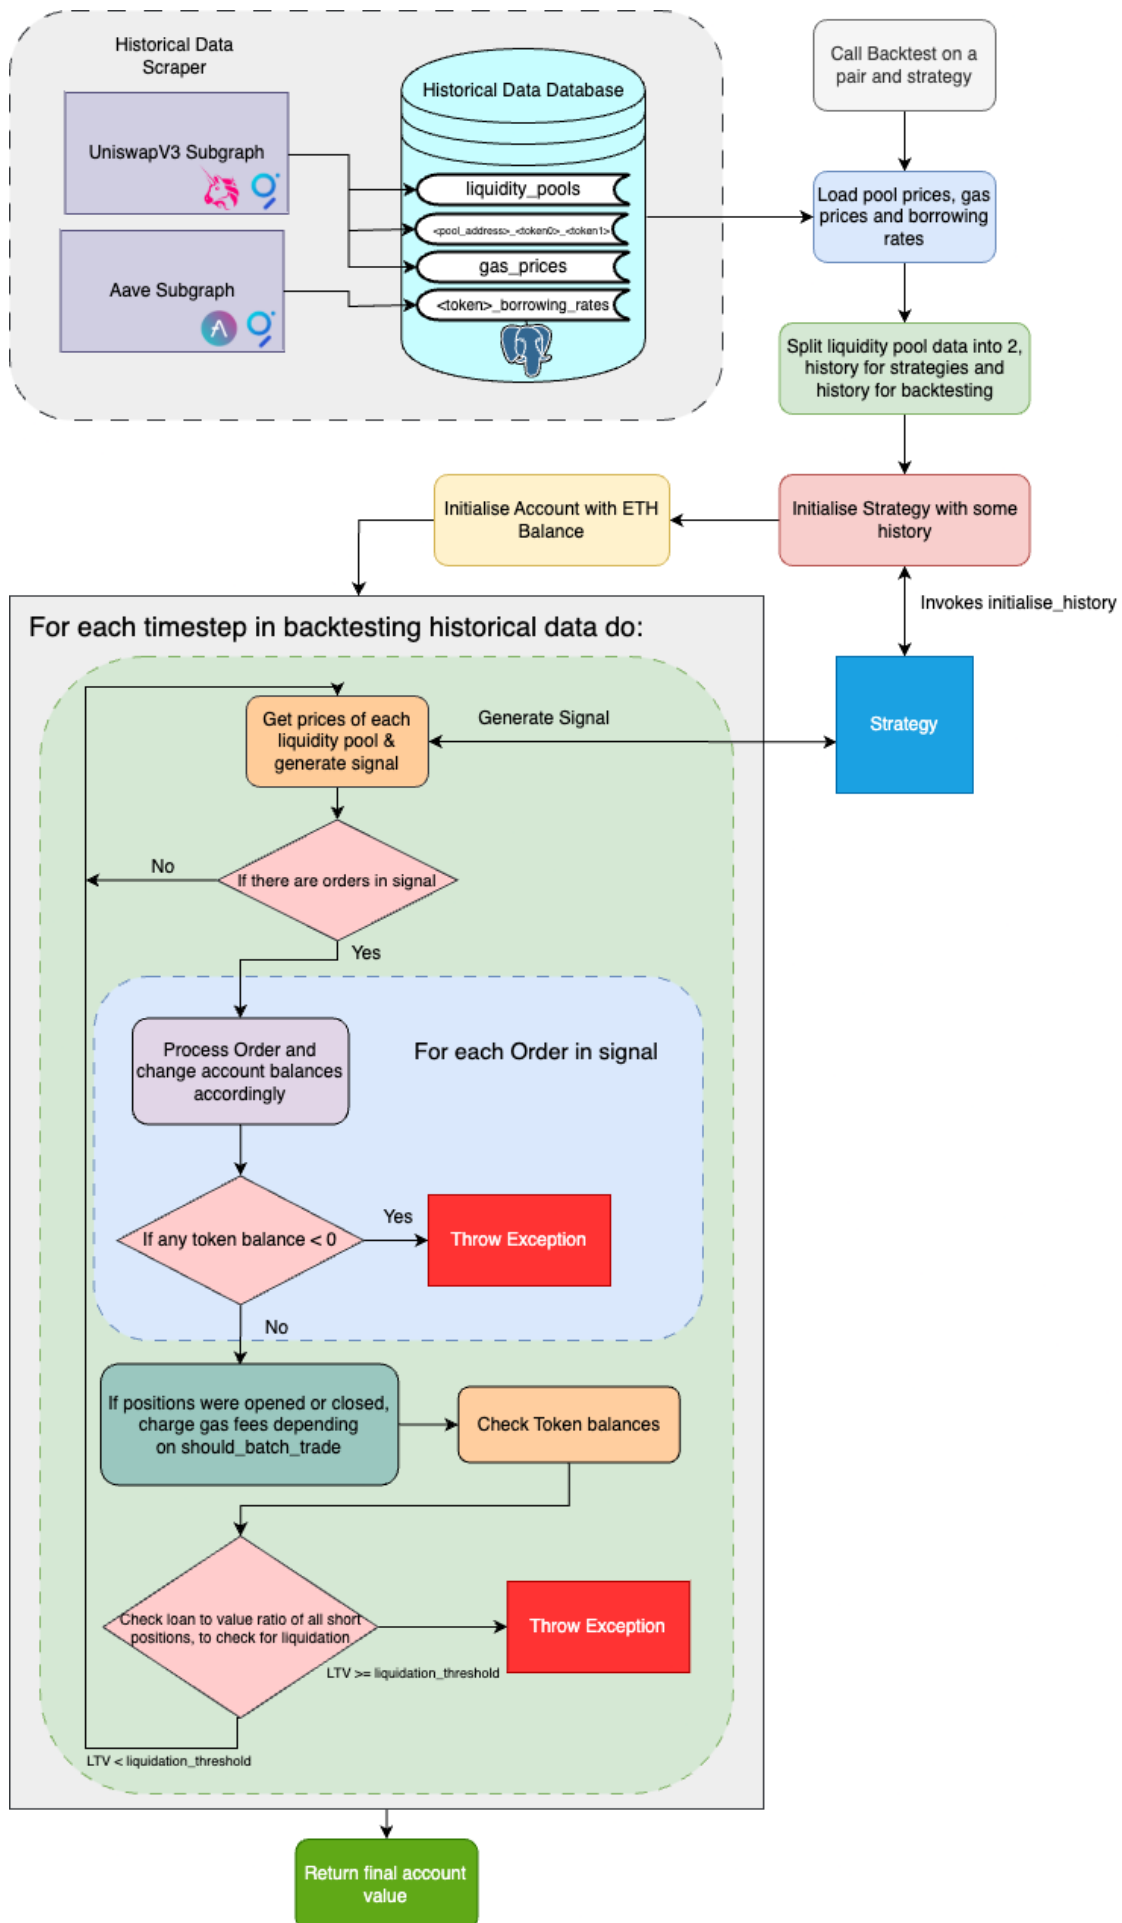 Historical Data
Scraper
UniswapV3 Subgraph
Aave Subgraph
Historical Data Database
liquidity_pools
<pool_address>_<token0>_<token1>
gas_prices
<token>_borrowing_rates
Call Backtest on a
pair and strategy
Load pool prices, gas
prices and borrowing
rates
Split liquidity pool data into 2,
history for strategies and
history for backtesting
Initialise Strategy with some
history
Initialise Account with ETH
Balance
Invokes initialise_history
Strategy
For each timestep in backtesting historical data do:
Get prices of each
liquidity pool &
generate signal
Generate Signal
If there are orders in signal
No
Yes
For each Order in signal
Process Order and
change account balances
accordingly
If any token balance < 0
Yes
Throw Exception
No
If positions were opened or closed,
charge gas fees depending
on should_batch_trade
Check Token balances
Check loan to value ratio of all short
positions, to check for liquidation
LTV >= liquidation_threshold
Throw Exception
LTV < liquidation_threshold
Return final account
value